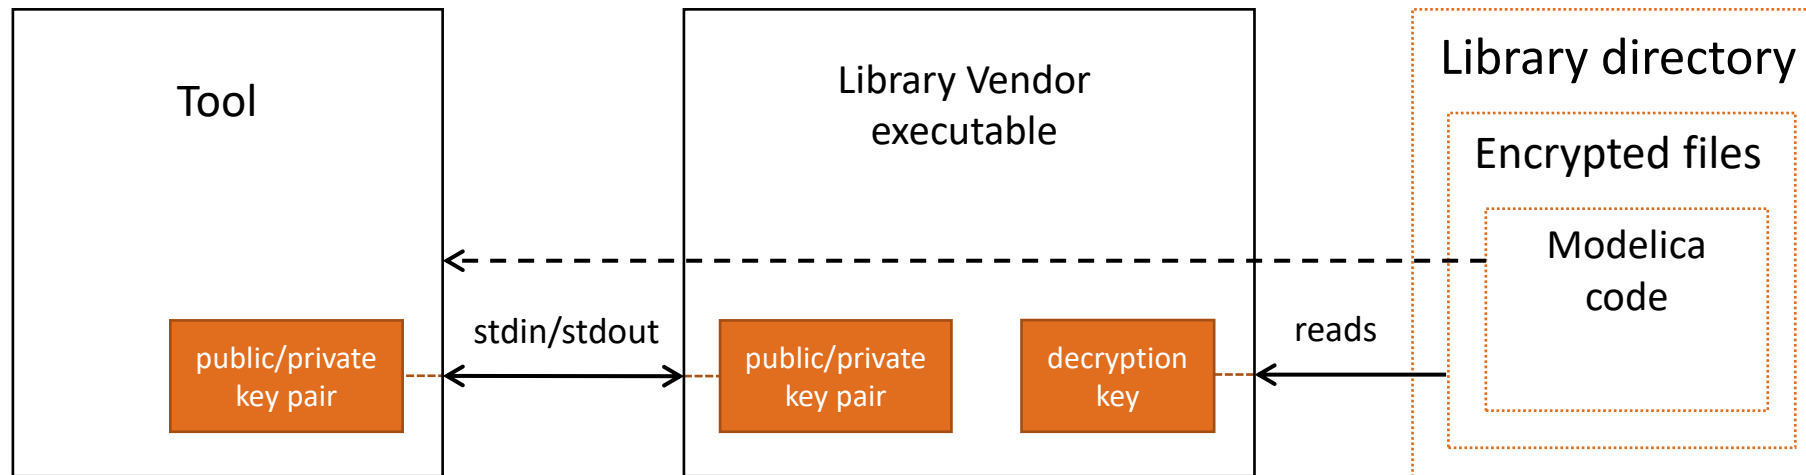 Tool
public/private
key pair
stdin/stdout
Library Vendor
executable
public/private
key pair
decryption
key
reads
Library directory
Encrypted files
Modelica
code